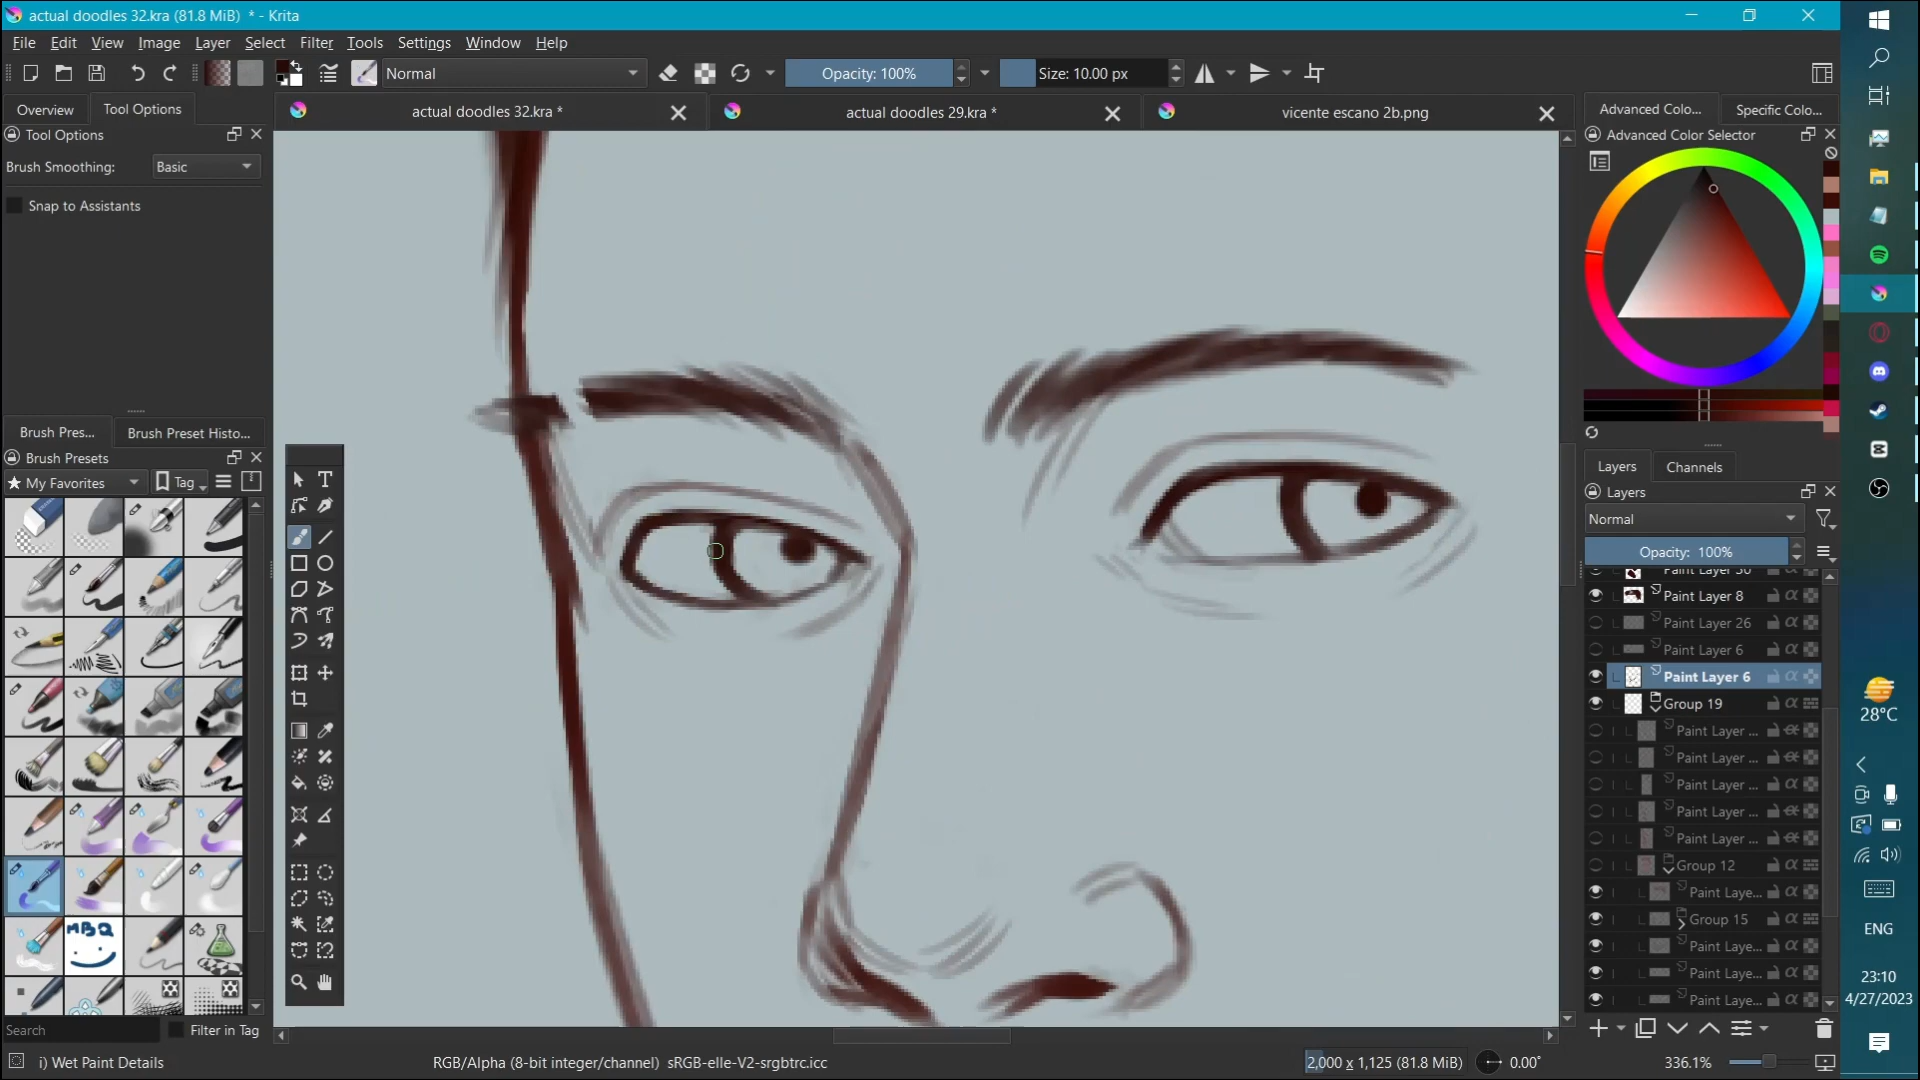 actual doodles 32.kra (81.8 MiB)  * - Krita
File Edit View Image Layer Select Filter Tools Settings Window Help
Normal
Opacity: 100%
Size: 10.00 px
Overview
Tool Options
actual doodles 32.kra *
actual doodles 29.kra *
vicente escano 2b.png
Advanced Colo...
Specific Colo...
Tool Options
Brush Smoothing:
Basic
Snap to Assistants
Advanced Color Selector
Brush Pres...
Brush Preset Histo...
Brush Presets
My Favorites
Tag
MBQ
Search
Filter in Tag
Layers
Channels
Layers
Normal
Opacity: 100%
Paint Layer 30
Paint Layer 8
Paint Layer 26
Paint Layer 6
Paint Layer 6
Group 19
Paint Layer ...
Paint Layer ...
Paint Layer ...
Paint Layer ...
Paint Layer ...
Group 12
Paint Laye...
Group 15
Paint Laye...
Paint Laye...
Paint Laye...
28°C
ENG
23:10
4/27/2023
i) Wet Paint Details
RGB/Alpha (8-bit integer/channel)  sRGB-elle-V2-srgbtrc.icc
2,000 x 1,125 (81.8 MiB)
0.00°
336.1%